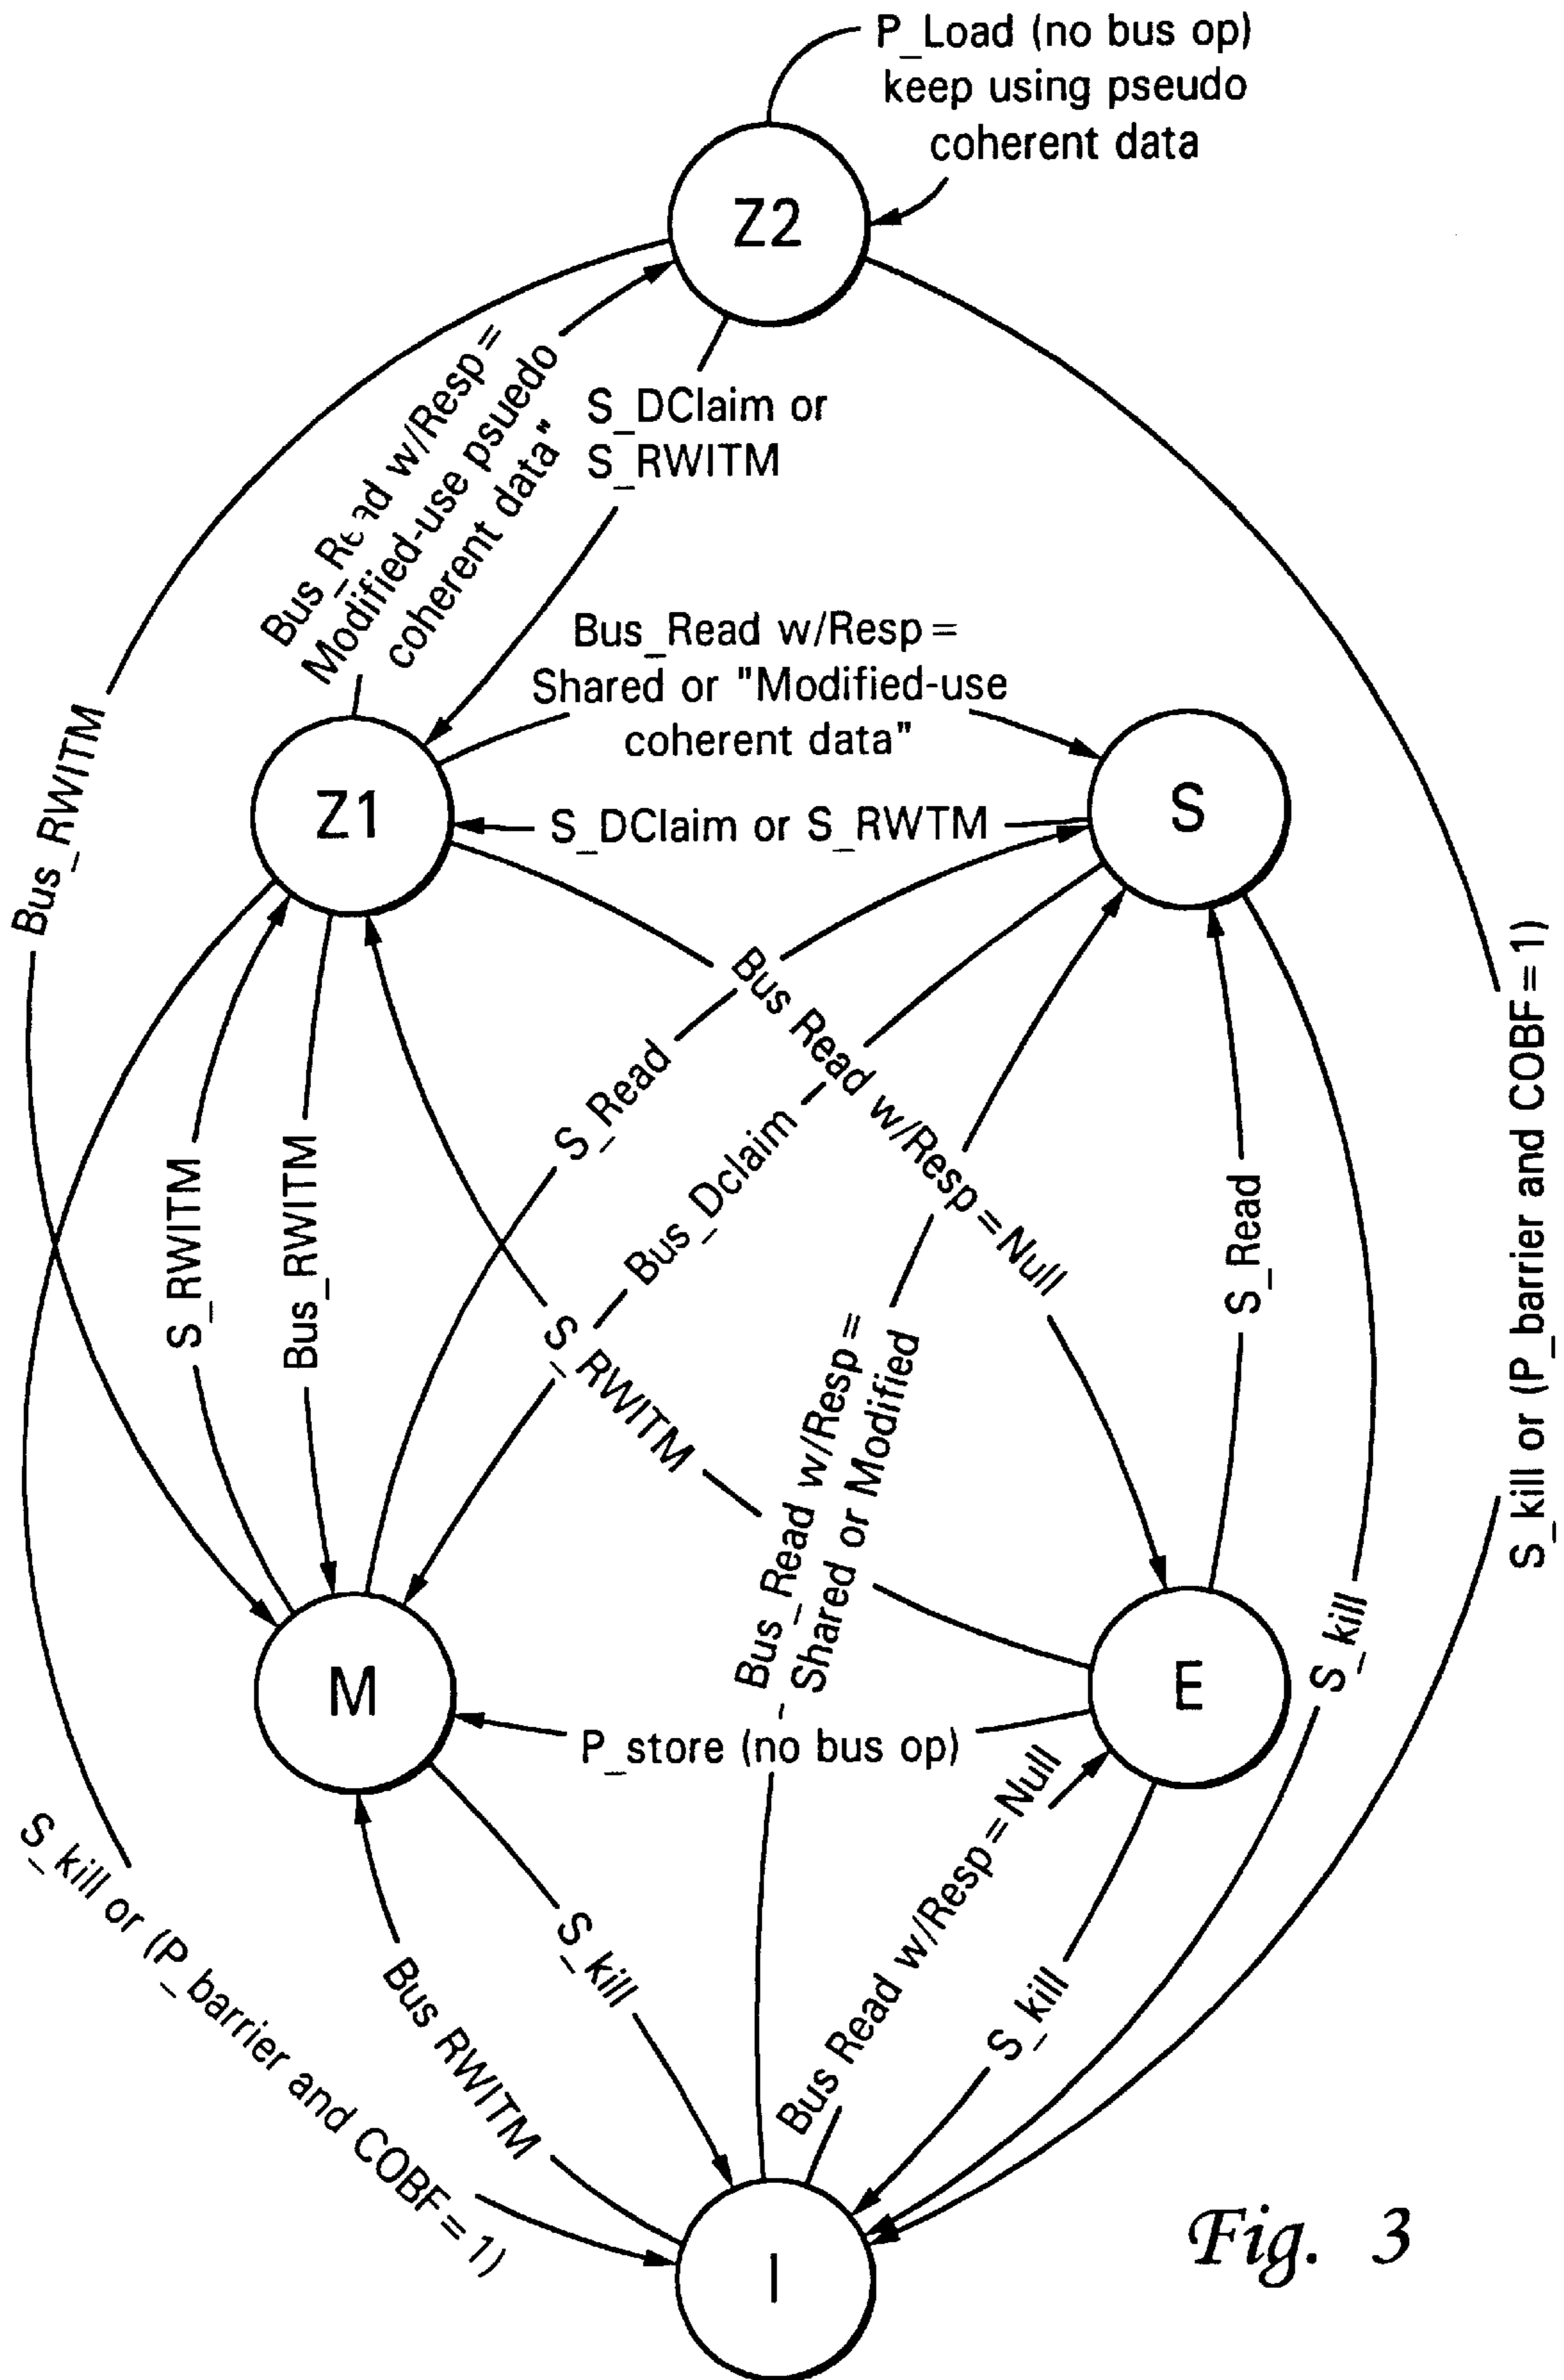 P_Load (no bus op)
keep using pseudo
coherent data
Z2
Bus_Read w/Resp =
Modified-use psuedo
coherent data"
S_DClaim or
S_RWITM
Bus_Read w/Resp =
Shared or "Modified-use
coherent data"
Bus_RWITM
Z1
S_DClaim or S_RWTM
S
S_kill or (P_barrier and COBF = 1)
Bus Read w/Resp = Null
S_Read
Bus_Dclaim
S_RWITM
Bus_RWITM
S_Read
S_RWITM
Bus_Read w/Resp =
Shared or Modified
S_kill
M
E
P_store (no bus op)
S_kill or (P_barrier and COBF = 1)
Bus RWITM
S_kill
Bus Read w/Resp = Null
S_kill
I
Fig. 3